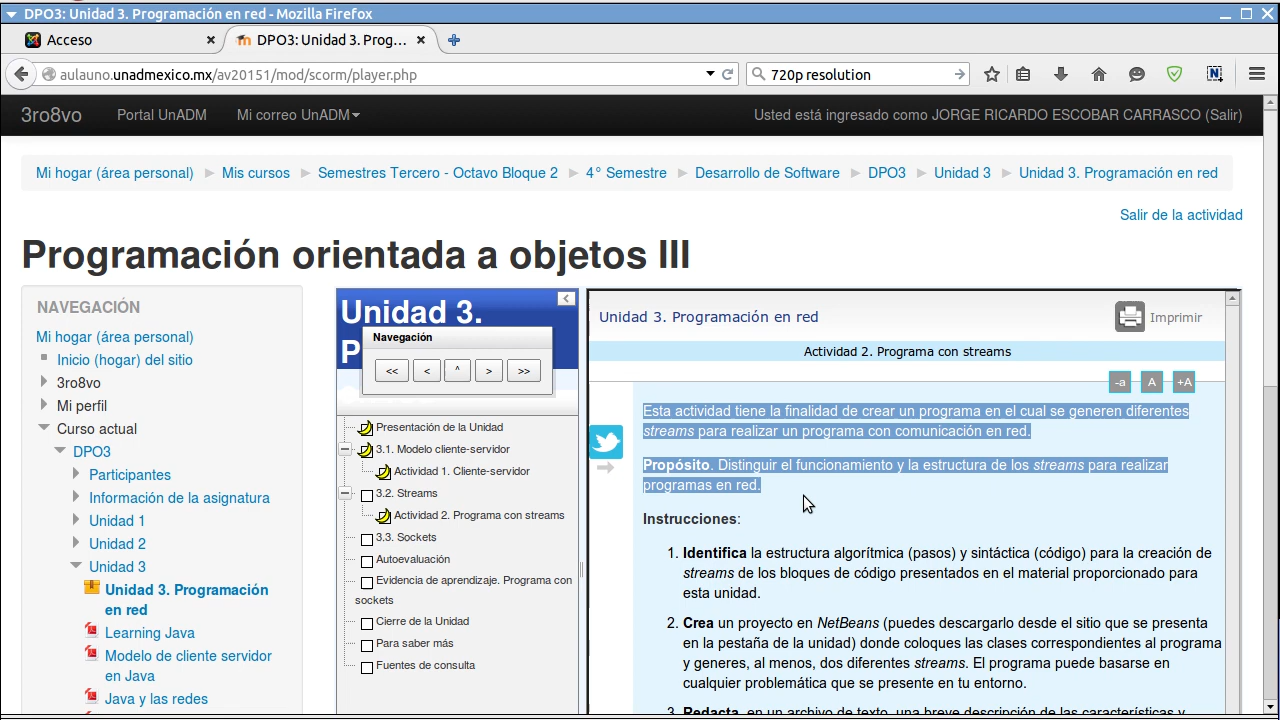 DPO3: Unidad 3. Programación en red - Mozilla Firefox
Acceso
DPO3: Unidad 3. Prog...
aulauno.unadmexico.mx/av20151/mod/scorm/player.php
720p resolution
3ro8vo Portal UnADM Mi correo UnADM Usted está ingresado como JORGE RICARDO ESCOBAR CARRASCO (Salir)
Mi hogar (área personal) Mis cursos Semestres Tercero - Octavo Bloque 2 4° Semestre Desarrollo de Software DPO3 Unidad 3 Unidad 3. Programación en red
Salir de la actividad
Programación orientada a objetos III
NAVEGACIÓN
Mi hogar (área personal)
Inicio (hogar) del sitio
3ro8vo
Mi perfil
Curso actual
DPO3
Participantes
Información de la asignatura
Unidad 1
Unidad 2
Unidad 3
Unidad 3. Programación
en red
Learning Java
Modelo de cliente servidor
en Java
Java y las redes
Unidad 3.
P
Navegación
<< < ^ > >>
Presentación de la Unidad
3.1. Modelo cliente-servidor
Actividad 1. Cliente-servidor
3.2. Streams
Actividad 2. Programa con streams
3.3. Sockets
Autoevaluación
Evidencia de aprendizaje. Programa con
sockets
Cierre de la Unidad
Para saber más
Fuentes de consulta
Unidad 3. Programación en red
Imprimir
Actividad 2. Programa con streams
-a A +A
Esta actividad tiene la finalidad de crear un programa en el cual se generen diferentes
streams para realizar un programa con comunicación en red.
Propósito. Distinguir el funcionamiento y la estructura de los streams para realizar
programas en red.
Instrucciones:
1. Identifica la estructura algorítmica (pasos) y sintáctica (código) para la creación de
streams de los bloques de código presentados en el material proporcionado para
esta unidad.
2. Crea un proyecto en NetBeans (puedes descargarlo desde el sitio que se presenta
en la pestaña de la unidad) donde coloques las clases correspondientes al programa
y generes, al menos, dos diferentes streams. El programa puede basarse en
cualquier problemática que se presente en tu entorno.
3. Redacta, en un archivo de texto, una breve descripción de las características y